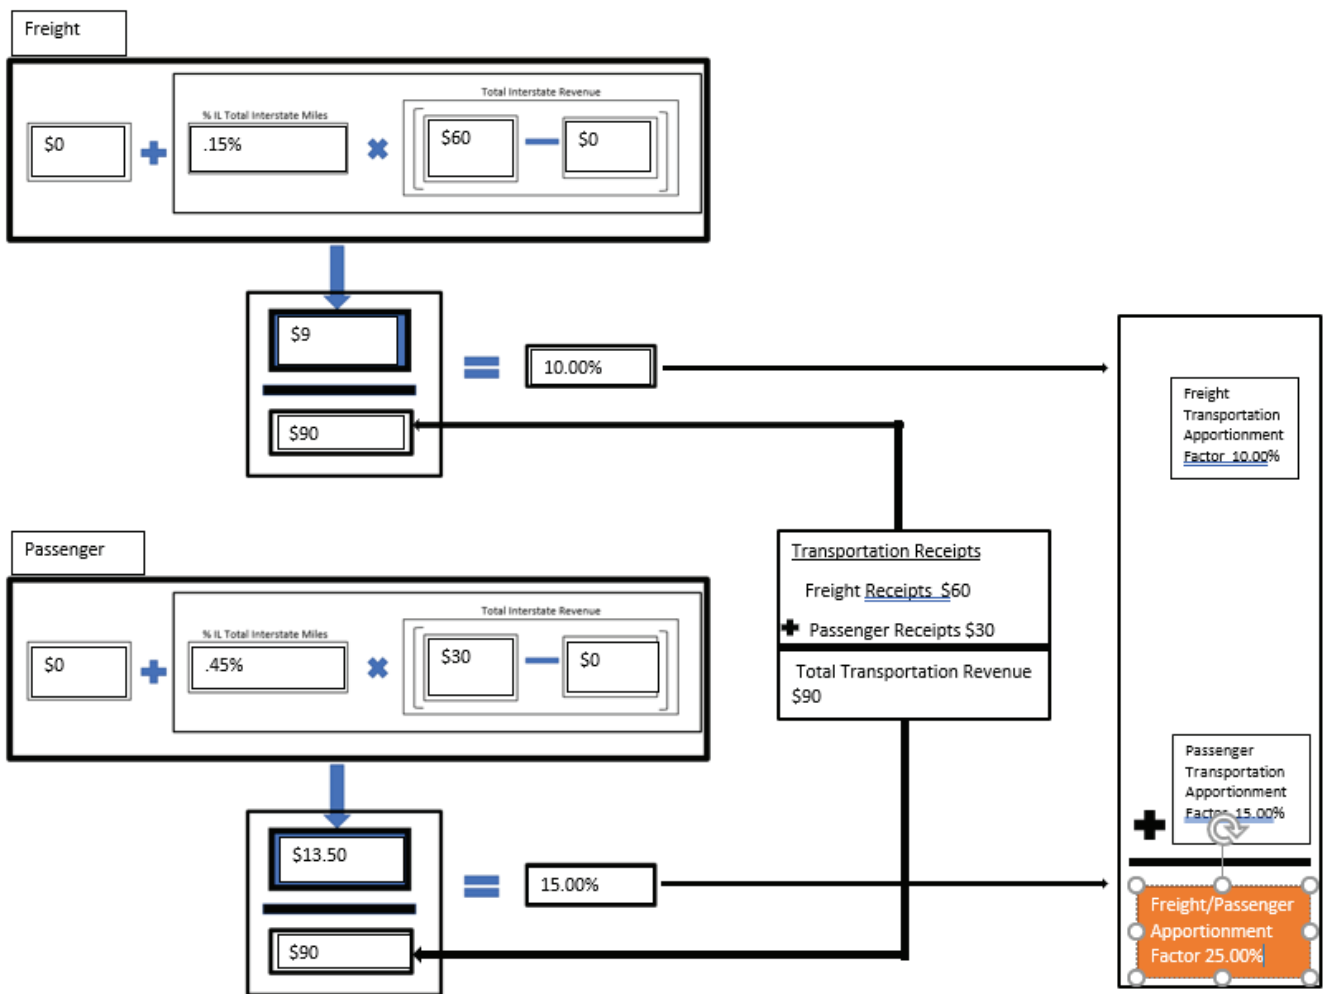 Freight
Total Interstate Revenue
% IL Total Interstate Miles
$0
.15%
$60
$0
$9
10.00%
$90
Freight
Transportation
Apportionment
Factor 10.00%
Transportation Receipts
Freight Receipts $60
Passenger Receipts $30
Total Transportation Revenue
$90
Passenger
Total Interstate Revenue
% IL Total Interstate Miles
$0
.45%
$30
$0
$13.50
15.00%
$90
Passenger
Transportation
Apportionment
Factor 15.00%
Freight/Passenger
Apportionment
Factor 25.00%